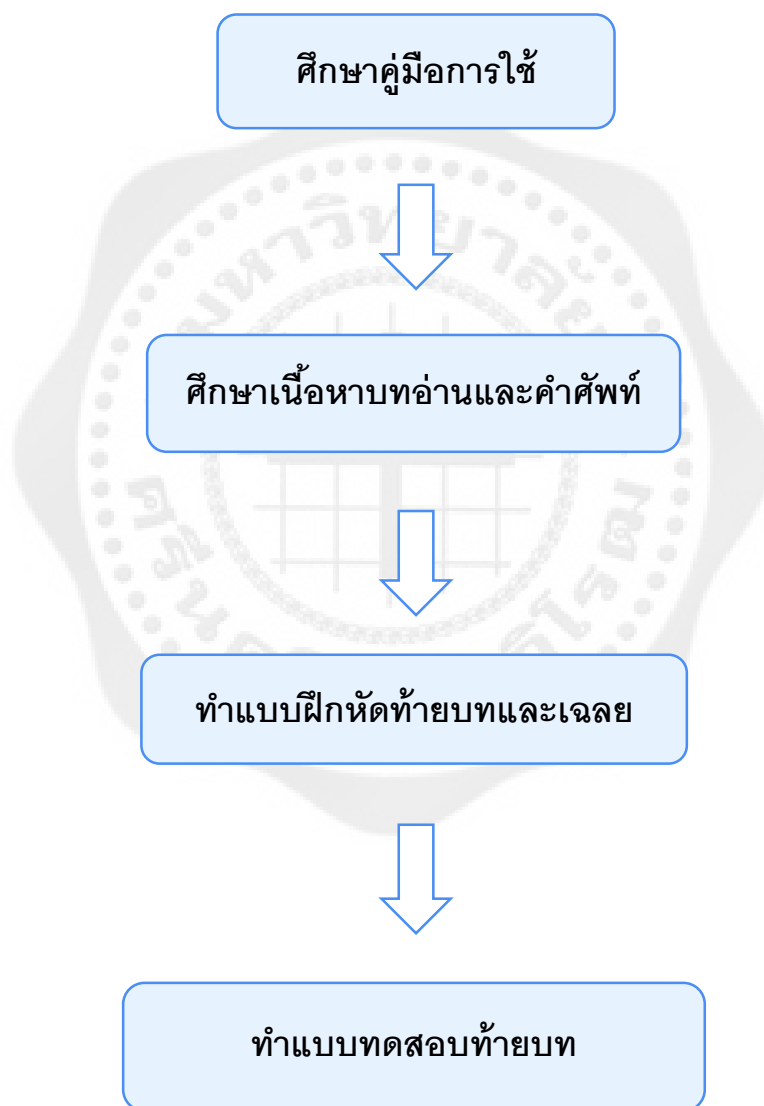 ศึกษาคู่มือการใช้
ศึกษาเนื้อหาบทอ่านและคำศัพท์
ทำแบบฝึกหัดท้ายบทและเฉลย
ทำแบบทดสอบท้ายบท